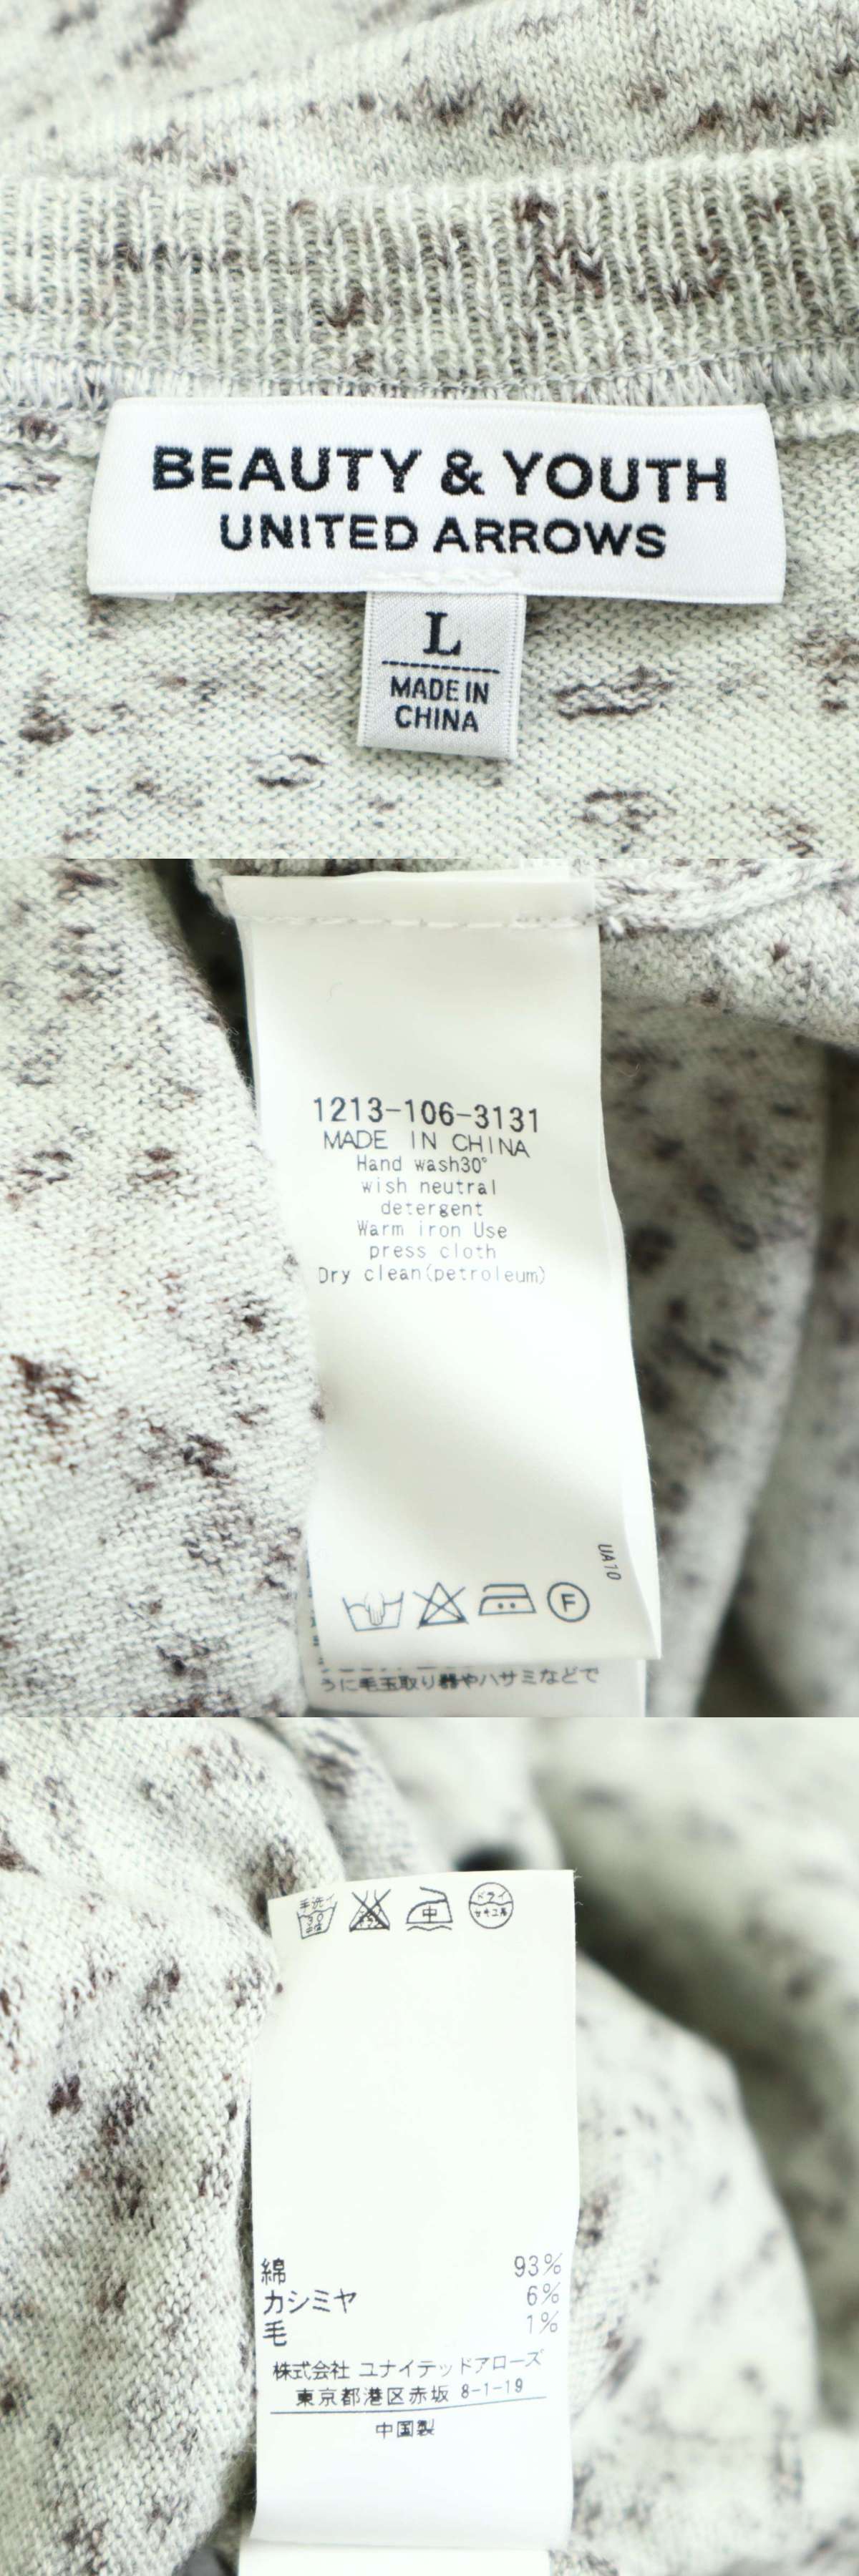 BEAUTY & YOUTH
UNITED ARROWS
L
MADE IN
CHINA
1213-106-3131
MADE IN CHINA
Hand wash30°
wish neutral
detergent
Warm iron Use
press cloth
Dry clean(petroleum)
UA10
F
うに毛玉取り器やハサミなどで
手洗イ
30
中性
中
ドライ
セキユ系
綿 93%
カシミヤ 6%
毛 1%
株式会社 ユナイテッドアローズ
東京都港区赤坂 8-1-19
中国製